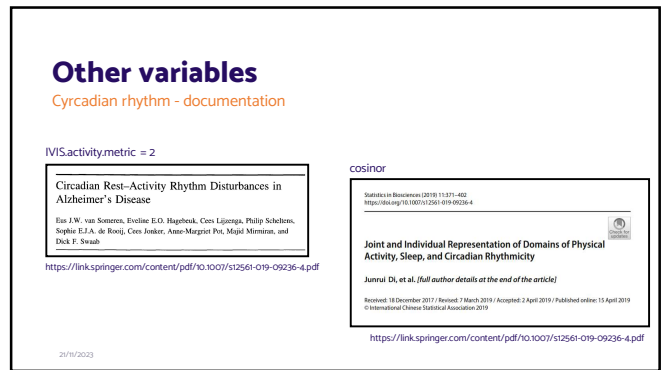 Other variables
Cyrcadian rhythm - documentation
IVIS.activity.metric = 2
Circadian Rest–Activity Rhythm Disturbances in
Alzheimer's Disease
Eus J.W. van Someren, Eveline E.O. Hagebeuk, Cees Lijzenga, Philip Scheltens,
Sophie E.J.A. de Rooij, Cees Jonker, Anne-Margriet Pot, Majid Mirmiran, and
Dick F. Swaab
https://link.springer.com/content/pdf/10.1007/s12561-019-09236-4.pdf
cosinor
Statistics in Biosciences (2019) 11:371–402
https://doi.org/10.1007/s12561-019-09236-4
Check for
updates
Joint and Individual Representation of Domains of Physical
Activity, Sleep, and Circadian Rhythmicity
Junrui Di, et al. [full author details at the end of the article]
Received: 18 December 2017 / Revised: 7 March 2019 / Accepted: 2 April 2019 / Published online: 15 April 2019
© International Chinese Statistical Association 2019
https://link.springer.com/content/pdf/10.1007/s12561-019-09236-4.pdf
21/11/2023